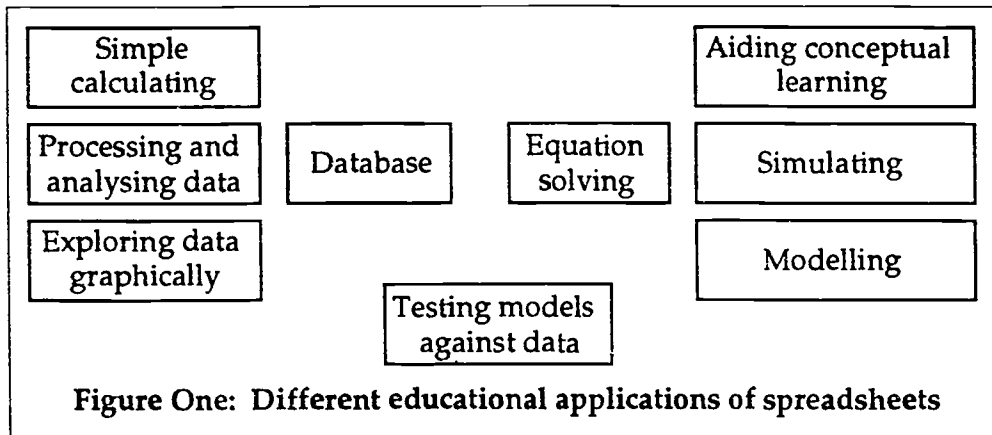 Simple
calculating
Aiding conceptual
learning
Processing and
analysing data
Database
Equation
solving
Simulating
Exploring data
graphically
Modelling
Testing models
against data
Figure One: Different educational applications of spreadsheets